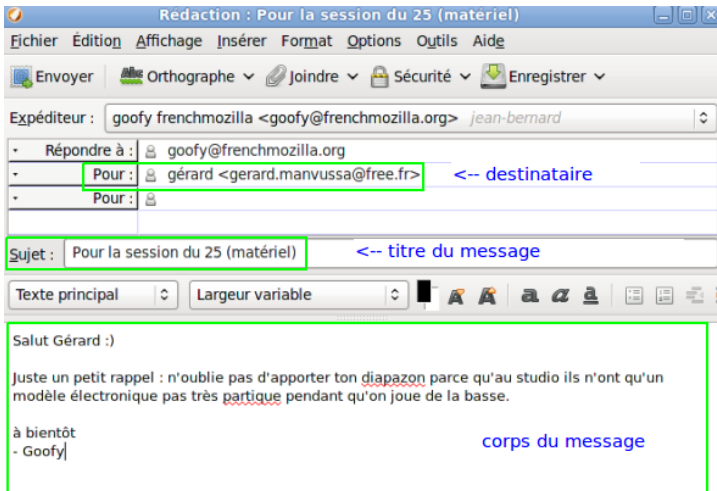 Rédaction : Pour la session du 25 (matériel)
Fichier Édition Affichage Insérer Format Options Outils Aide
Envoyer Orthographe Joindre Sécurité Enregistrer
Expéditeur : goofy frenchmozilla <goofy@frenchmozilla.org> jean-bernard
Répondre à : goofy@frenchmozilla.org
Pour : gérard <gerard.manvussa@free.fr> <-- destinataire
Pour :
Sujet : Pour la session du 25 (matériel) <-- titre du message
Texte principal Largeur variable a a a
Salut Gérard :)
Juste un petit rappel : n'oublie pas d'apporter ton diapazon parce qu'au studio ils n'ont qu'un
modèle électronique pas très partique pendant qu'on joue de la basse.
à bientôt
- Goofy
corps du message